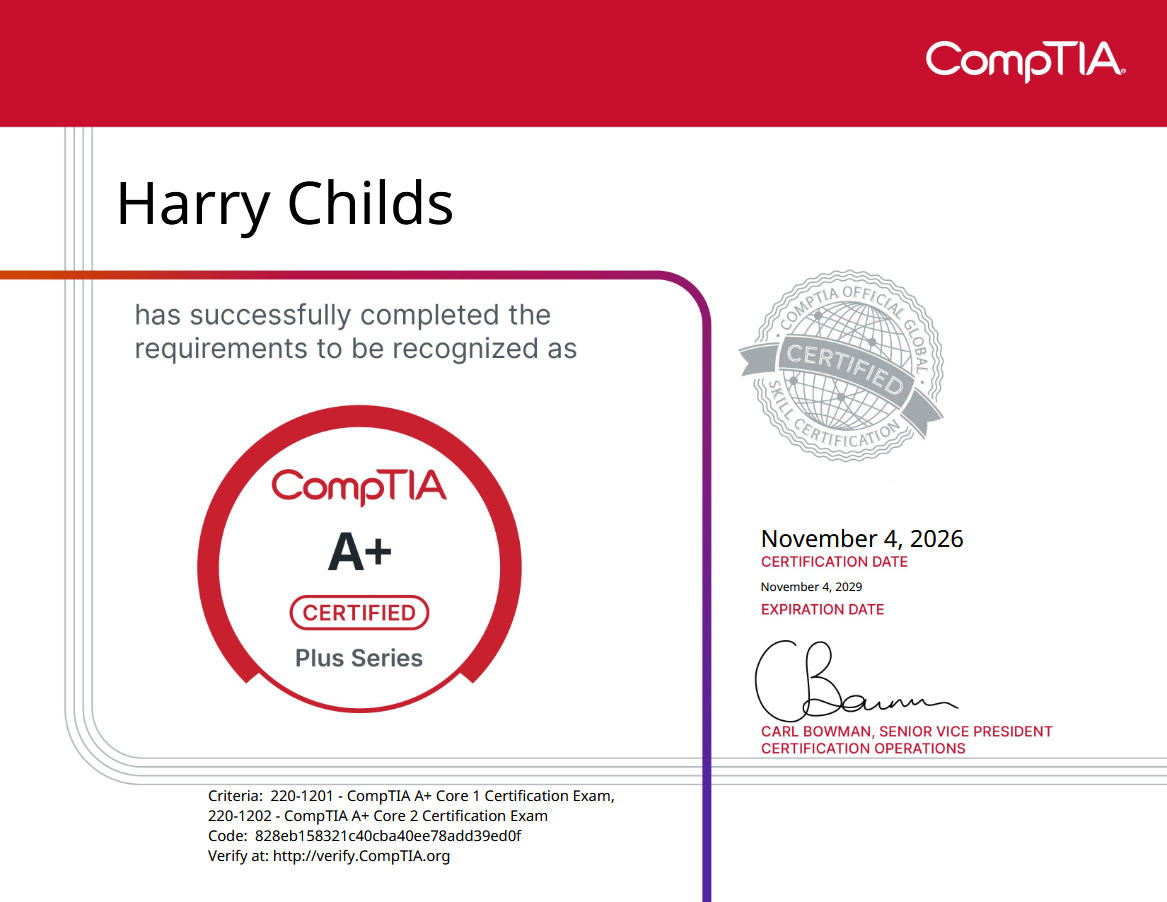 CompTIA.
Harry Childs
has successfully completed the
requirements to be recognized as
COMPTIA OFFICIAL GLOBAL
CERTIFIED
SKILL CERTIFICATION
CompTIA
A+
CERTIFIED
Plus Series
November 4, 2026
CERTIFICATION DATE
November 4, 2029
EXPIRATION DATE
CBowman
CARL BOWMAN, SENIOR VICE PRESIDENT
CERTIFICATION OPERATIONS
Criteria:  220-1201 - CompTIA A+ Core 1 Certification Exam,
220-1202 - CompTIA A+ Core 2 Certification Exam
Code:  828eb158321c40cba40ee78add39ed0f
Verify at: http://verify.CompTIA.org